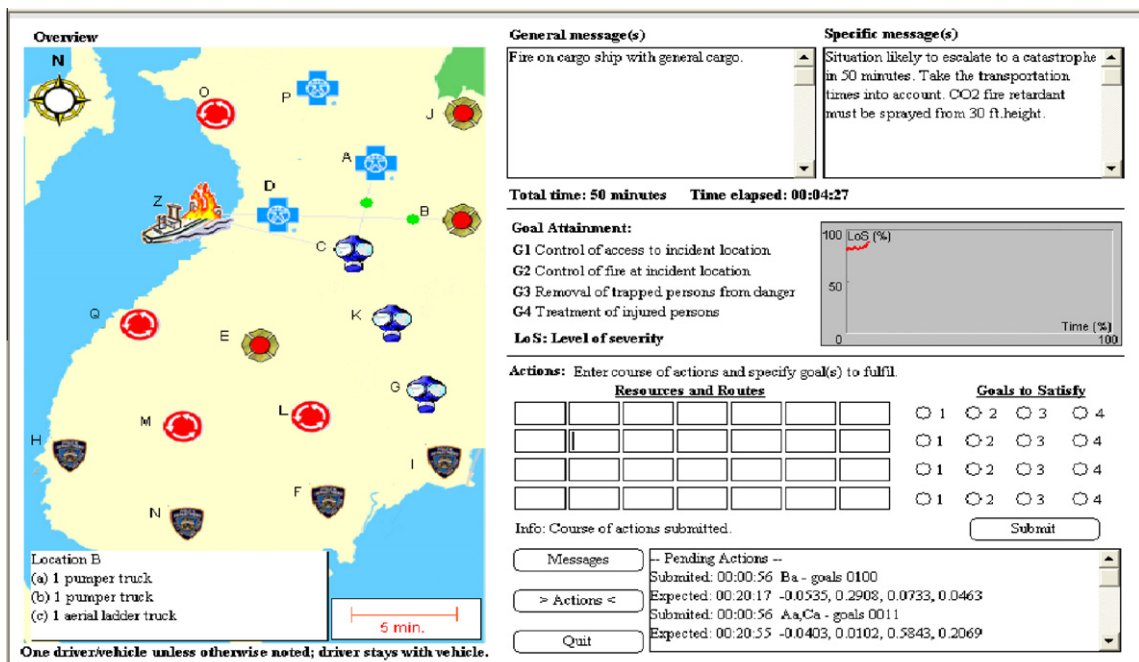 Overview
N
O
P
J
A
D
B
Z
C
K
Q
E
G
M
L
H
I
N
F
Location B
(a) 1 pumper truck
(b) 1 pumper truck
(c) 1 aerial ladder truck
5 min.
One driver/vehicle unless otherwise noted; driver stays with vehicle.
General message(s)
Fire on cargo ship with general cargo.
Specific message(s)
Situation likely to escalate to a catastrophe
in 50 minutes. Take the transportation
times into account. CO2 fire retardant
must be sprayed from 30 ft.height.
Total time: 50 minutes Time elapsed: 00:04:27
Goal Attainment:
G1 Control of access to incident location
G2 Control of fire at incident location
G3 Removal of trapped persons from danger
G4 Treatment of injured persons
LoS: Level of severity
100 LoS (%)
50
Time (%)
0 100
Actions: Enter course of actions and specify goal(s) to fulfil.
Resources and Routes Goals to Satisfy
1 2 3 4
1 2 3 4
1 2 3 4
1 2 3 4
Info: Course of actions submitted.
Submit
Messages
> Actions <
Quit
-- Pending Actions --
Submited: 00:00:56 Ba - goals 0100
Expected: 00:20:17 -0.0535, 0.2908, 0.0733, 0.0463
Submited: 00:00:56 Aa,Ca - goals 0011
Expected: 00:20:55 -0.0403, 0.0102, 0.5843, 0.2069